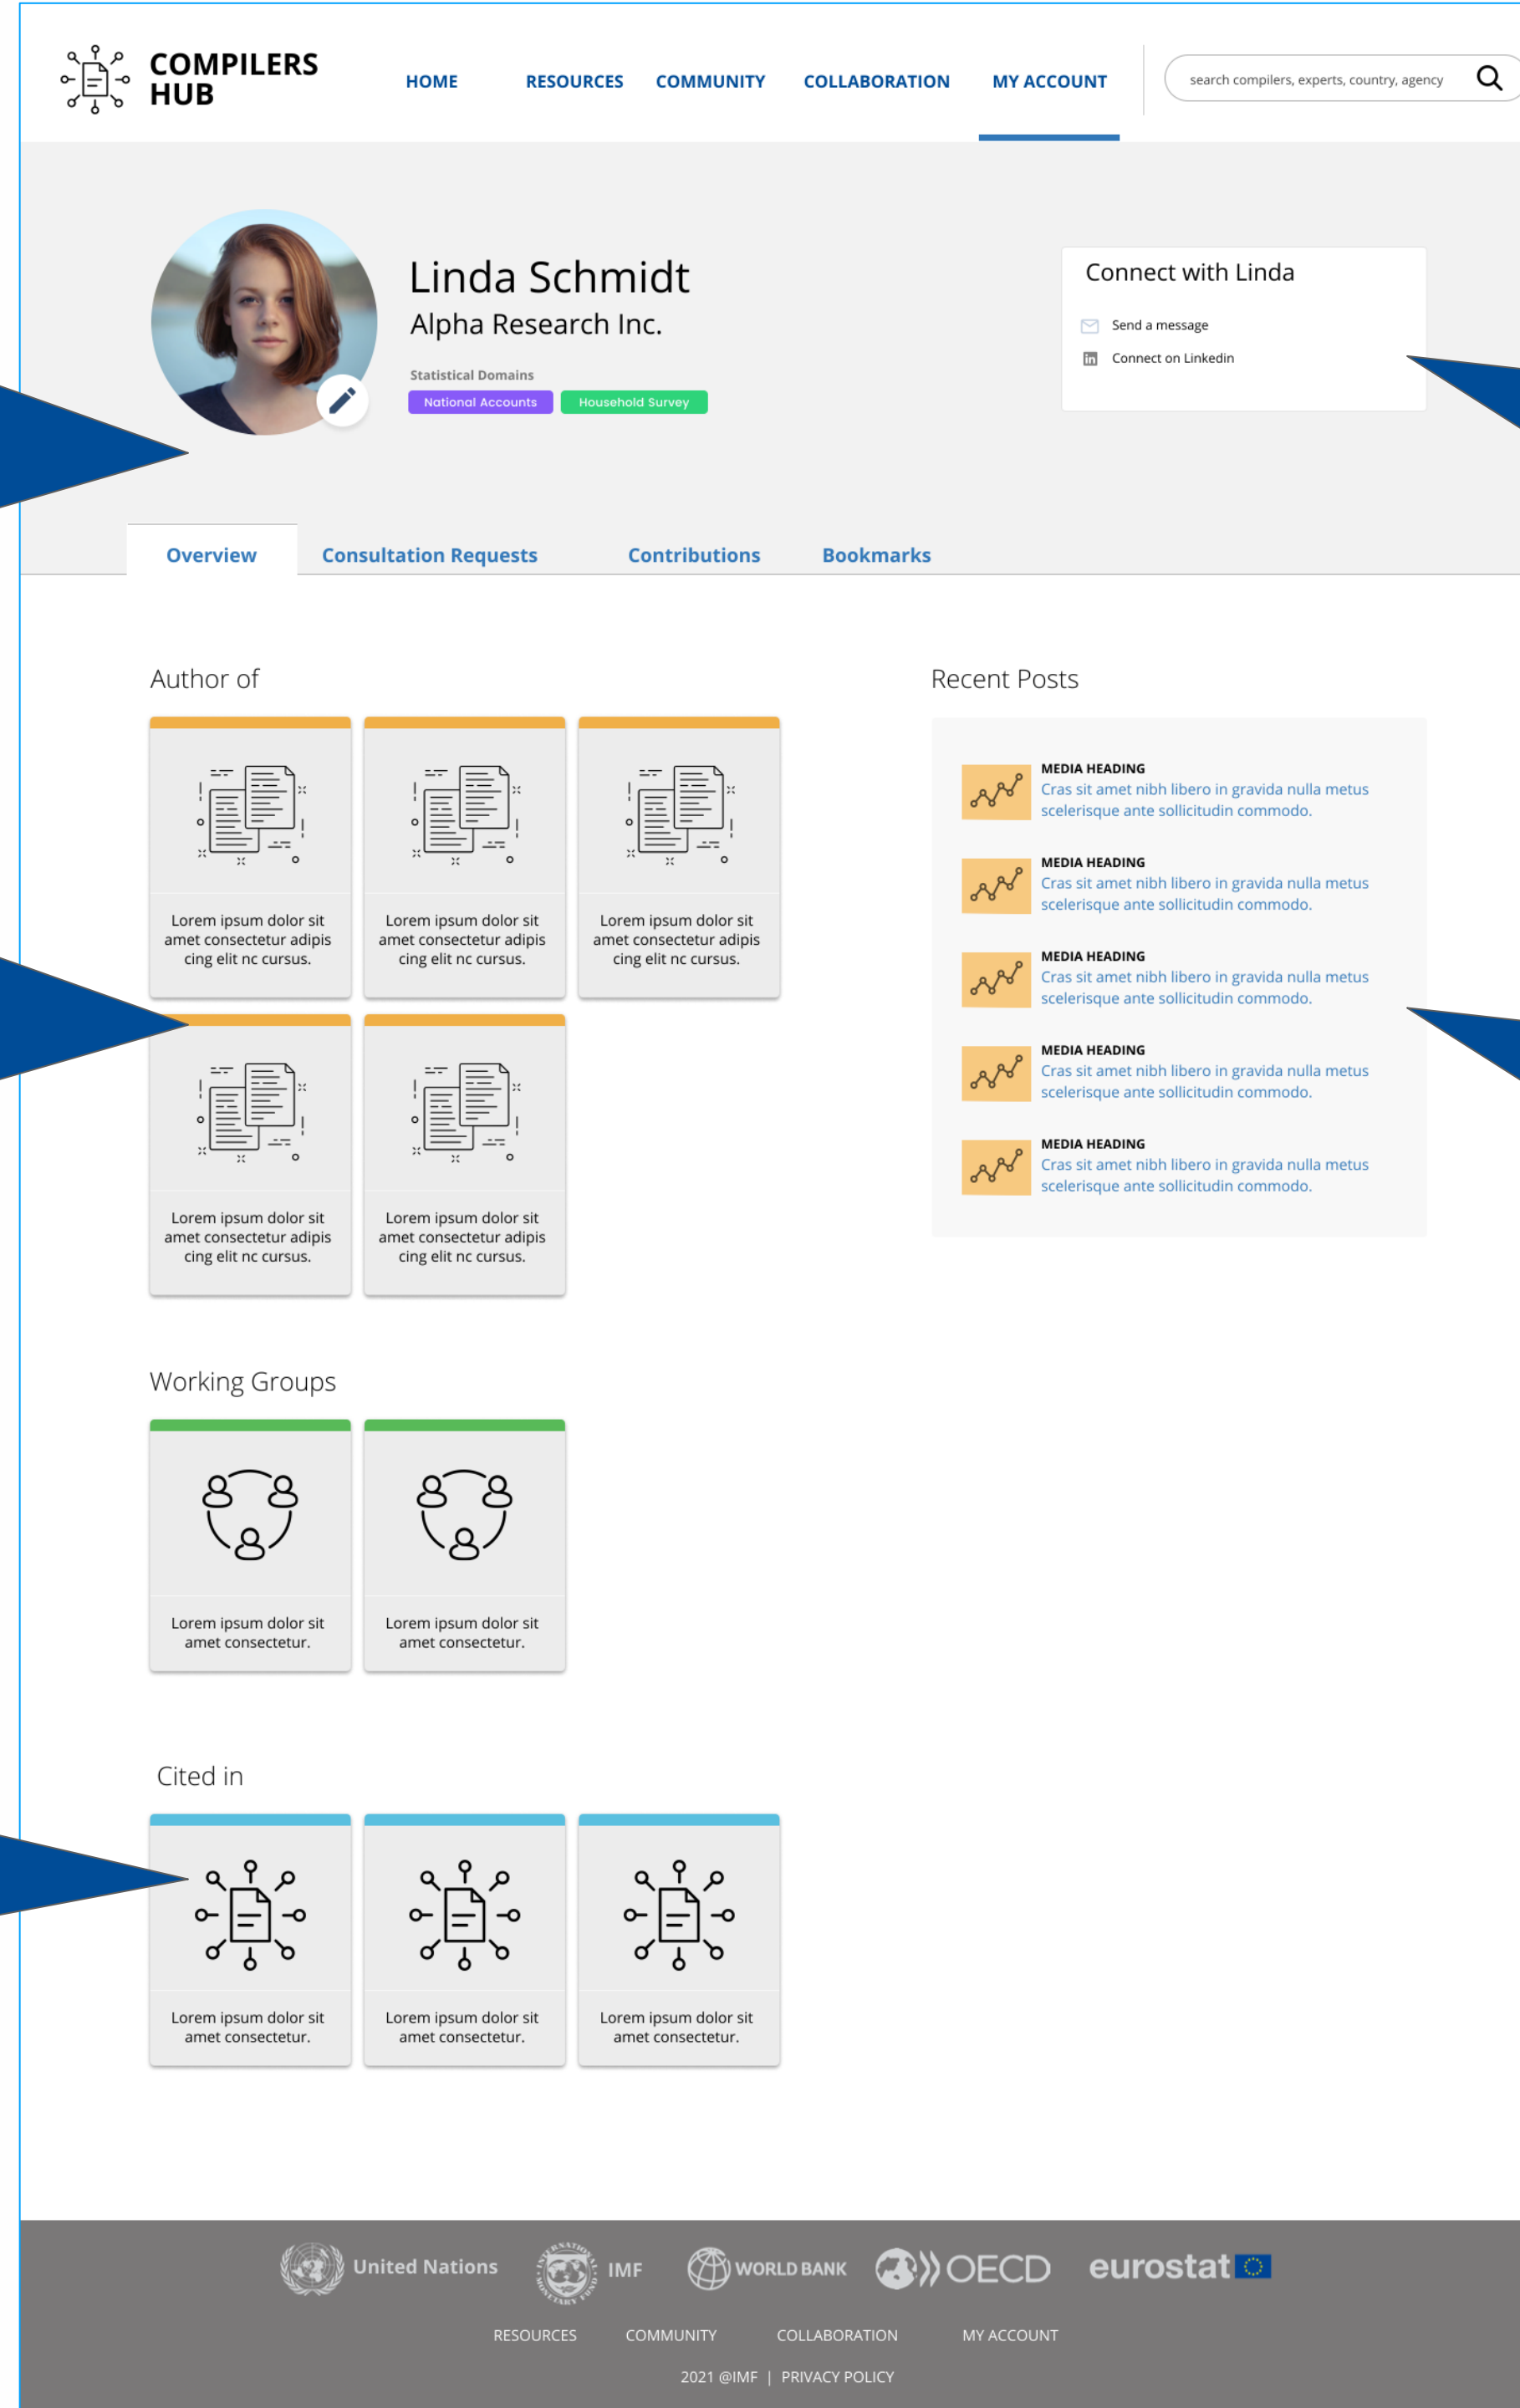 COMPILERS
HUB
HOME
RESOURCES
COMMUNITY
COLLABORATION
MY ACCOUNT
search compilers, experts, country, agency
Linda Schmidt
Alpha Research Inc.
Statistical Domains
National Accounts
Household Survey
Connect with Linda
Send a message
in Connect on Linkedin
Overview
Consultation Requests
Contributions
Bookmarks
Author of
Lorem ipsum dolor sit
amet consectetur adipis
cing elit nc cursus.
Lorem ipsum dolor sit
amet consectetur adipis
cing elit nc cursus.
Lorem ipsum dolor sit
amet consectetur adipis
cing elit nc cursus.
Lorem ipsum dolor sit
amet consectetur adipis
cing elit nc cursus.
Lorem ipsum dolor sit
amet consectetur adipis
cing elit nc cursus.
Recent Posts
MEDIA HEADING
Cras sit amet nibh libero in gravida nulla metus
scelerisque ante sollicitudin commodo.
MEDIA HEADING
Cras sit amet nibh libero in gravida nulla metus
scelerisque ante sollicitudin commodo.
MEDIA HEADING
Cras sit amet nibh libero in gravida nulla metus
scelerisque ante sollicitudin commodo.
MEDIA HEADING
Cras sit amet nibh libero in gravida nulla metus
scelerisque ante sollicitudin commodo.
MEDIA HEADING
Cras sit amet nibh libero in gravida nulla metus
scelerisque ante sollicitudin commodo.
Working Groups
Lorem ipsum dolor sit
amet consectetur.
Lorem ipsum dolor sit
amet consectetur.
Cited in
Lorem ipsum dolor sit
amet consectetur.
Lorem ipsum dolor sit
amet consectetur.
Lorem ipsum dolor sit
amet consectetur.
United Nations
INTERNATIONAL MONETARY FUND
IMF
WORLD BANK
OECD
eurostat
RESOURCES
COMMUNITY
COLLABORATION
MY ACCOUNT
2021 @IMF | PRIVACY POLICY